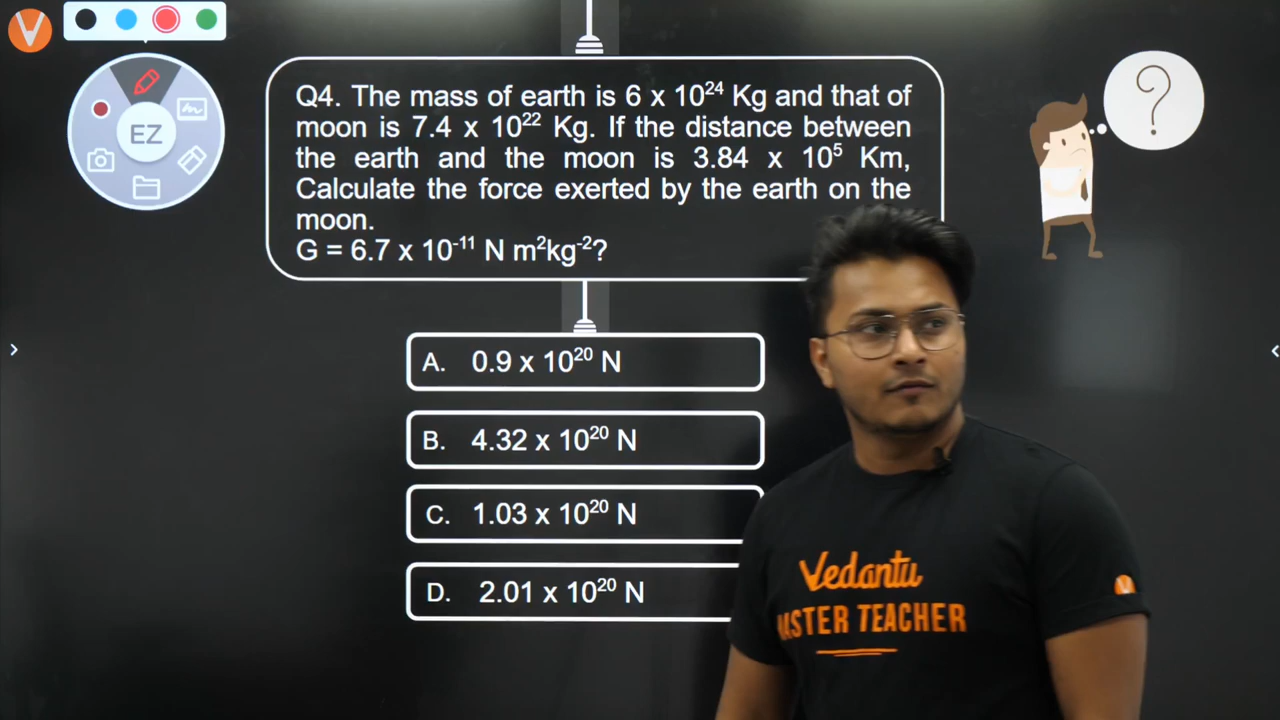 EZ
Q4. The mass of earth is 6 x 10²⁴ Kg and that of
moon is 7.4 x 10²² Kg. If the distance between
the earth and the moon is 3.84 x 10⁵ Km,
Calculate the force exerted by the earth on the
moon.
G = 6.7 x 10⁻¹¹ N m²kg⁻²?
?
A. 0.9 x 10²⁰ N
B. 4.32 x 10²⁰ N
C. 1.03 x 10²⁰ N
D. 2.01 x 10²⁰ N
Vedantu
ASTER TEACHER